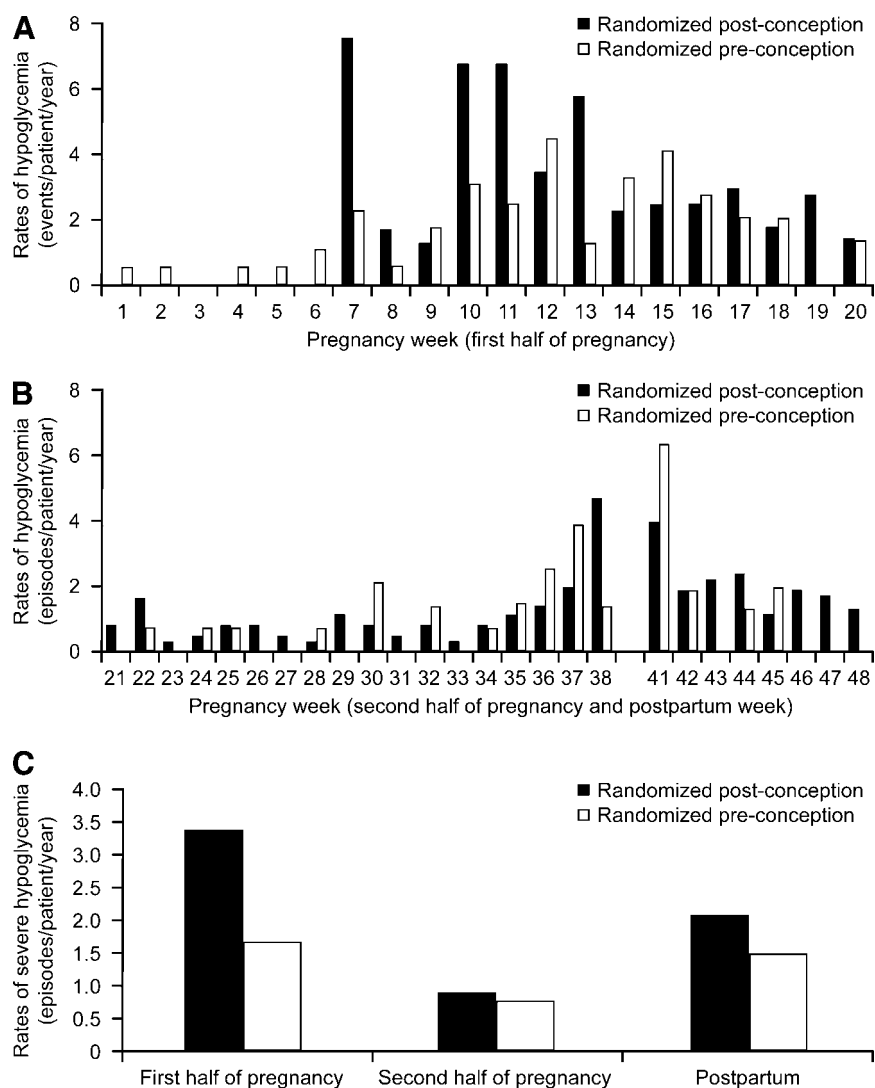 A
Randomized post-conception
Randomized pre-conception
Rates of hypoglycemia
(events/patient/year)
8
6
4
2
0
1 2 3 4 5 6 7 8 9 10 11 12 13 14 15 16 17 18 19 20
Pregnancy week (first half of pregnancy)
B
Randomized post-conception
Randomized pre-conception
Rates of hypoglycemia
(episodes/patient/year)
8
6
4
2
0
21 22 23 24 25 26 27 28 29 30 31 32 33 34 35 36 37 38 41 42 43 44 45 46 47 48
Pregnancy week (second half of pregnancy and postpartum week)
C
Randomized post-conception
Randomized pre-conception
Rates of severe hypoglycemia
(episodes/patient/year)
4.0
3.5
3.0
2.5
2.0
1.5
1.0
0.5
0
First half of pregnancy Second half of pregnancy Postpartum